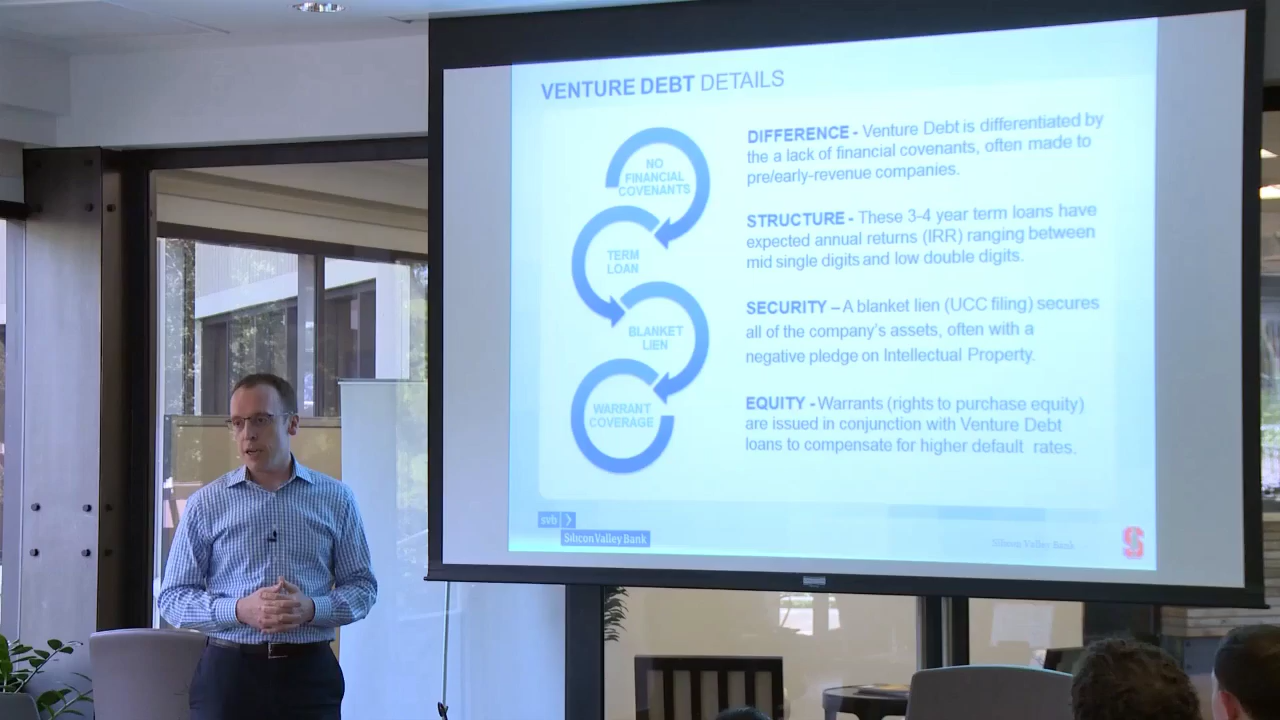 VENTURE DEBT DETAILS
NO
FINANCIAL
COVENANTS
DIFFERENCE - Venture Debt is differentiated by
the a lack of financial covenants, often made to
pre/early-revenue companies.
TERM
LOAN
STRUCTURE - These 3-4 year term loans have
expected annual returns (IRR) ranging between
mid single digits and low double digits.
BLANKET
LIEN
SECURITY – A blanket lien (UCC filing) secures
all of the company's assets, often with a
negative pledge on Intellectual Property.
WARRANT
COVERAGE
EQUITY - Warrants (rights to purchase equity)
are issued in conjunction with Venture Debt
loans to compensate for higher default rates.
svb
Silicon Valley Bank
Silicon Valley Bank
S